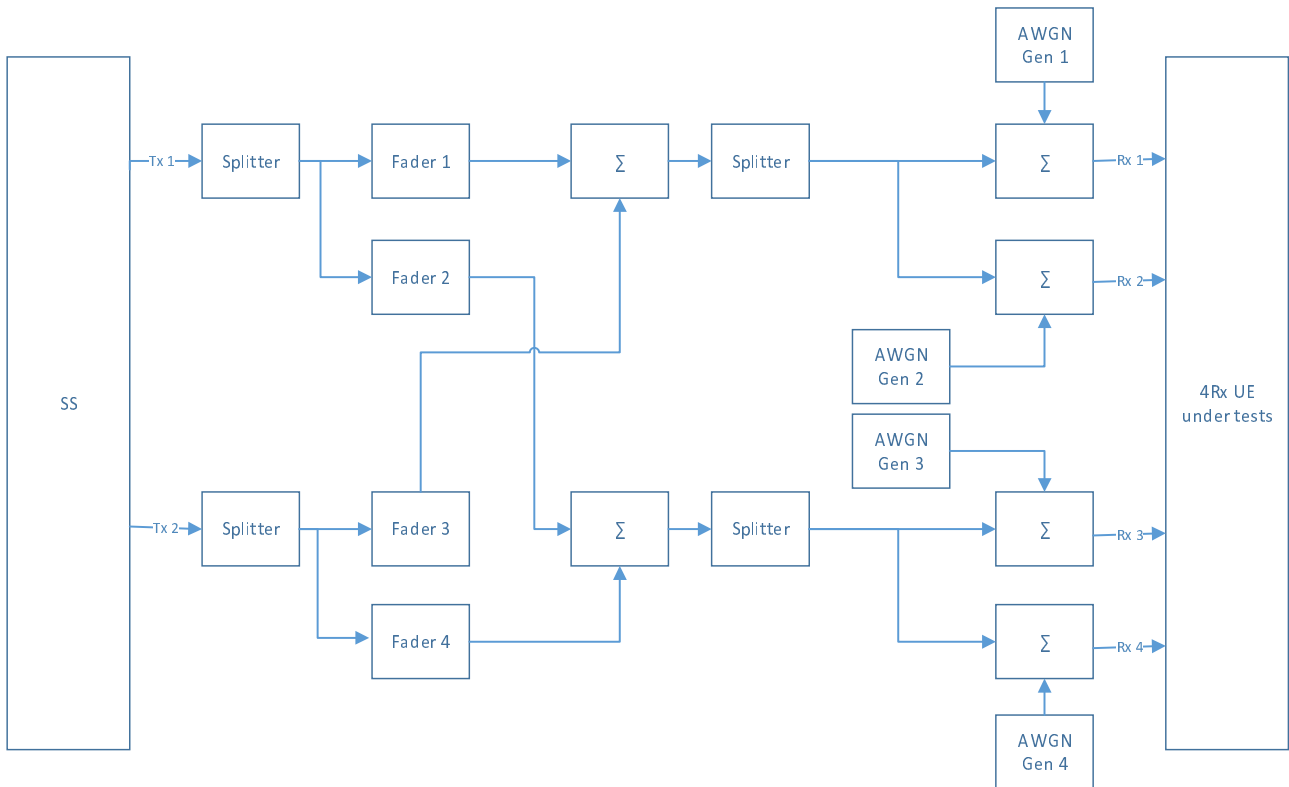 AWGN
Gen 1
Tx 1
Splitter
Fader 1
∑
Splitter
∑
Rx 1
Fader 2
∑
Rx 2
AWGN
Gen 2
SS
4Rx UE
under tests
AWGN
Gen 3
Tx 2
Splitter
Fader 3
∑
Splitter
∑
Rx 3
Fader 4
∑
Rx 4
AWGN
Gen 4